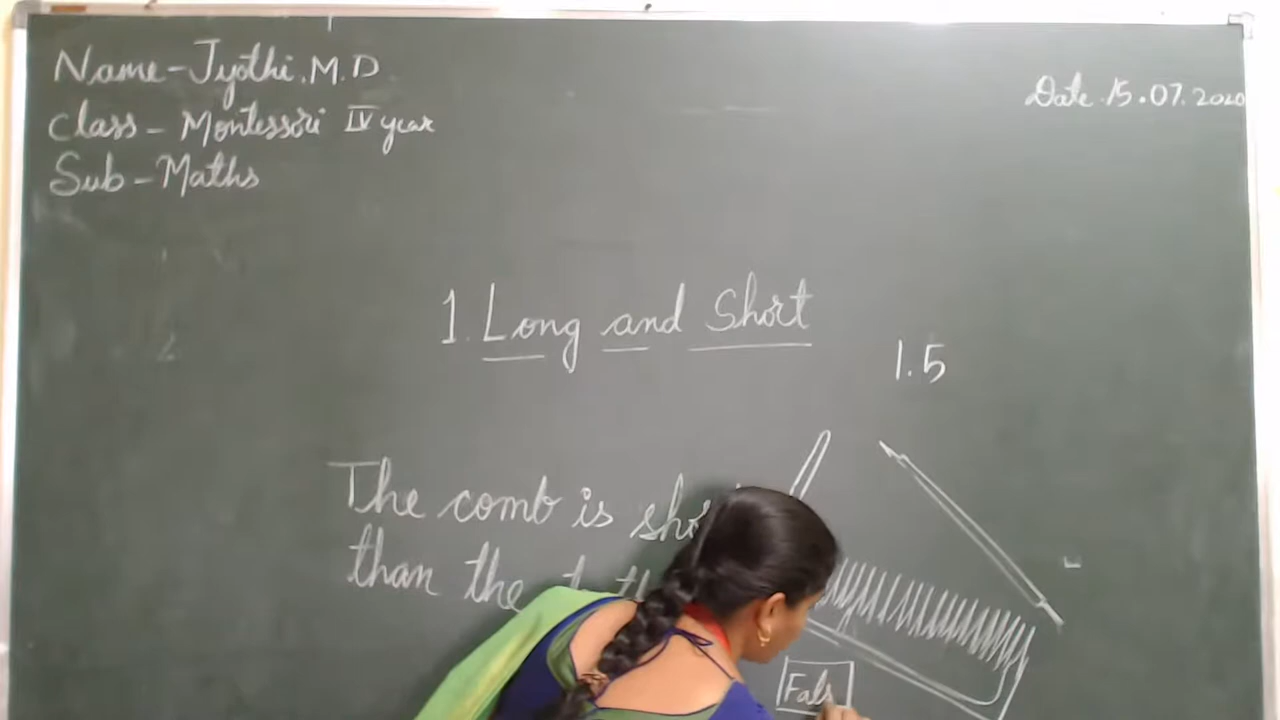 Name-Jyothi.M.D
Date.15.07.2020
Class-Montessori IV year
Sub-Maths
1.Long and Short
1.5
The comb is
than the
Fals